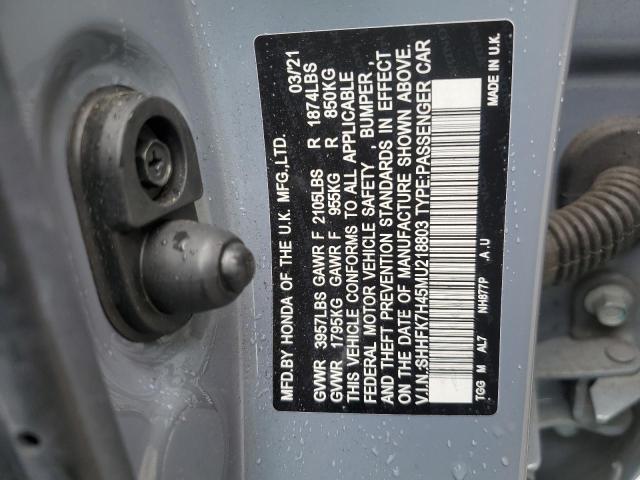 MFD.BY HONDA OF THE U.K. MFG.,LTD. 03/'21
GVWR 3957LBS GAWR F 2105LBS R 1874LBS
GVWR 1795KG GAWR F 955KG R 850KG
THIS VEHICLE CONFORMS TO ALL APPLICABLE
FEDERAL MOTOR VEHICLE SAFETY , BUMPER ,
AND THEFT PREVENTION STANDARDS IN EFFECT
ON THE DATE OF MANUFACTURE SHOWN ABOVE.
V.I.N.:SHHFK7H45MU218803 TYPE:PASSENGER CAR
TGG M AL7 NH877P .A.U MADE IN U.K.